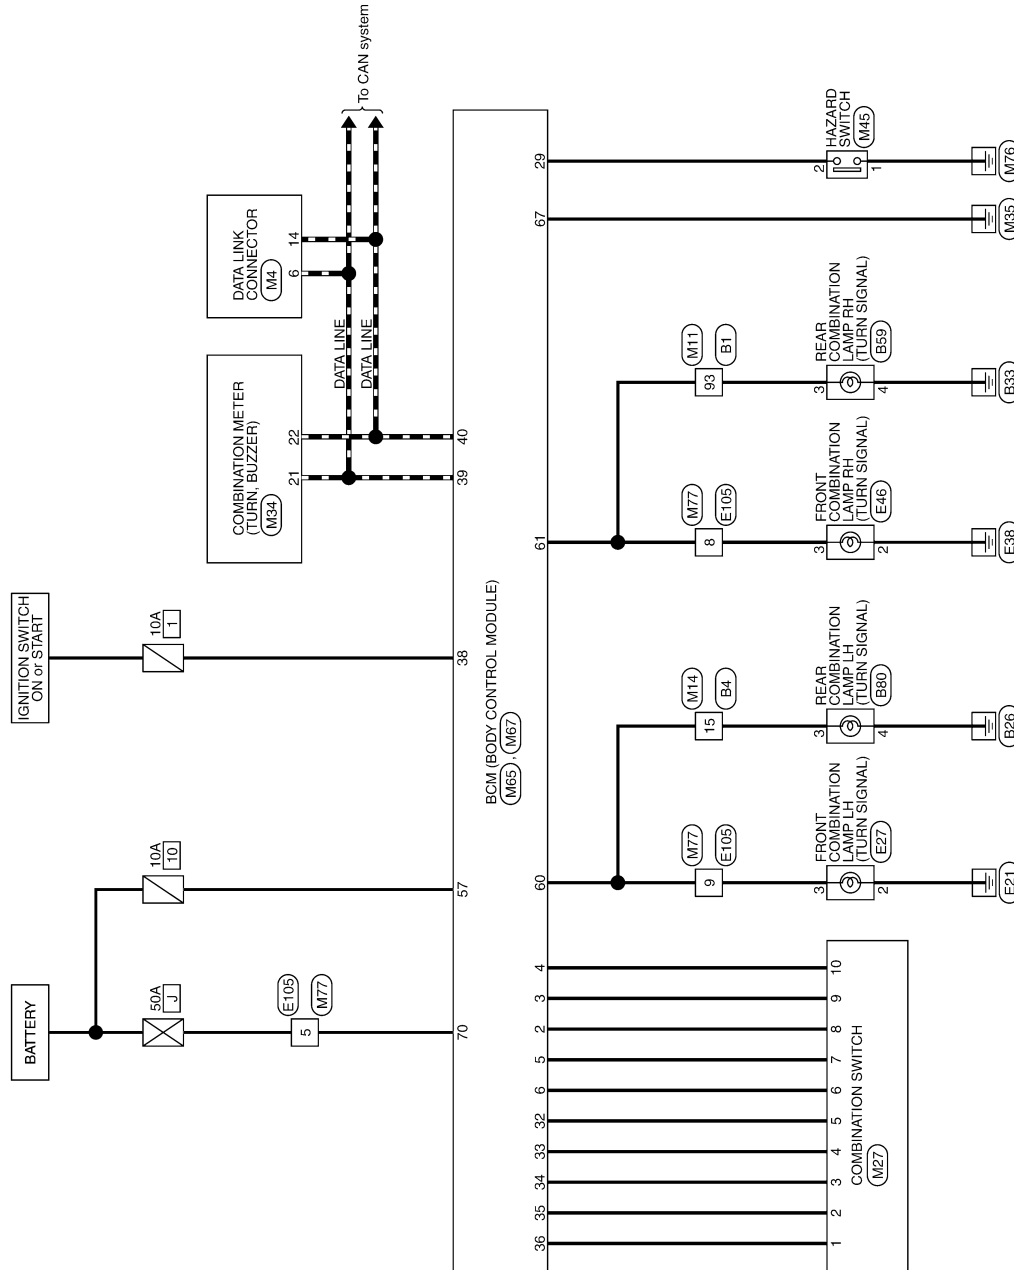 BATTERY
50A
J
10A
10
E105
M77
5
70
57
IGNITION SWITCH
ON or START
10A
1
38
COMBINATION METER
(TURN, BUZZER)
M34
21
22
DATA LINK
CONNECTOR
M4
6
14
DATA LINE
DATA LINE
To CAN system
39
40
BCM (BODY CONTROL MODULE)
M65 , M67
36
35
34
33
32
6
5
2
3
4
60
61
67
29
1
2
3
4
5
6
7
8
9
10
COMBINATION SWITCH
M27
M77
9
E105
3
FRONT
COMBINATION
LAMP LH
(TURN SIGNAL)
E27
2
E21
M14
15
B4
3
REAR
COMBINATION
LAMP LH
(TURN SIGNAL)
B80
4
B26
M77
8
E105
3
FRONT
COMBINATION
LAMP RH
(TURN SIGNAL)
E46
2
E38
M11
93
B1
3
REAR
COMBINATION
LAMP RH
(TURN SIGNAL)
B59
4
B33
M35
2
HAZARD
SWITCH
M45
1
M76